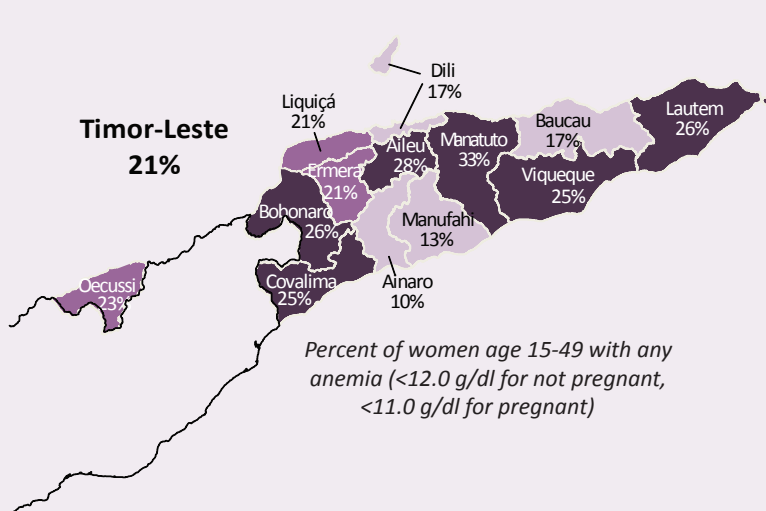 Timor-Leste
21%
Dili
17%
Liquiçá
21%
Ermera
21%
Aileu
28%
Manatuto
33%
Baucau
17%
Lautem
26%
Viqueque
25%
Bobonaro
26%
Manufahi
13%
Covalima
25%
Ainaro
10%
Oecussi
23%
Percent of women age 15-49 with any
anemia (<12.0 g/dl for not pregnant,
<11.0 g/dl for pregnant)